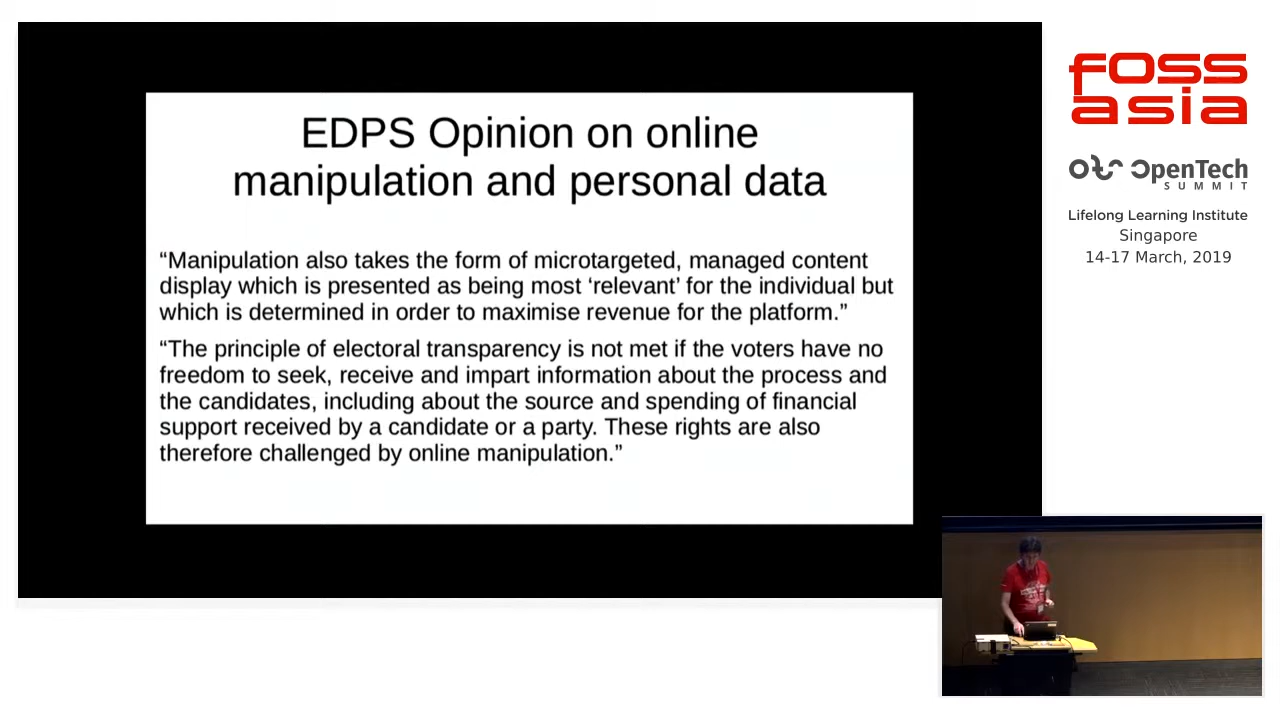 EDPS Opinion on online
manipulation and personal data
“Manipulation also takes the form of microtargeted, managed content
display which is presented as being most ‘relevant’ for the individual but
which is determined in order to maximise revenue for the platform.”
“The principle of electoral transparency is not met if the voters have no
freedom to seek, receive and impart information about the process and
the candidates, including about the source and spending of financial
support received by a candidate or a party. These rights are also
therefore challenged by online manipulation.”
FOSS
asia
OpenTech
SUMMIT
Lifelong Learning Institute
Singapore
14-17 March, 2019